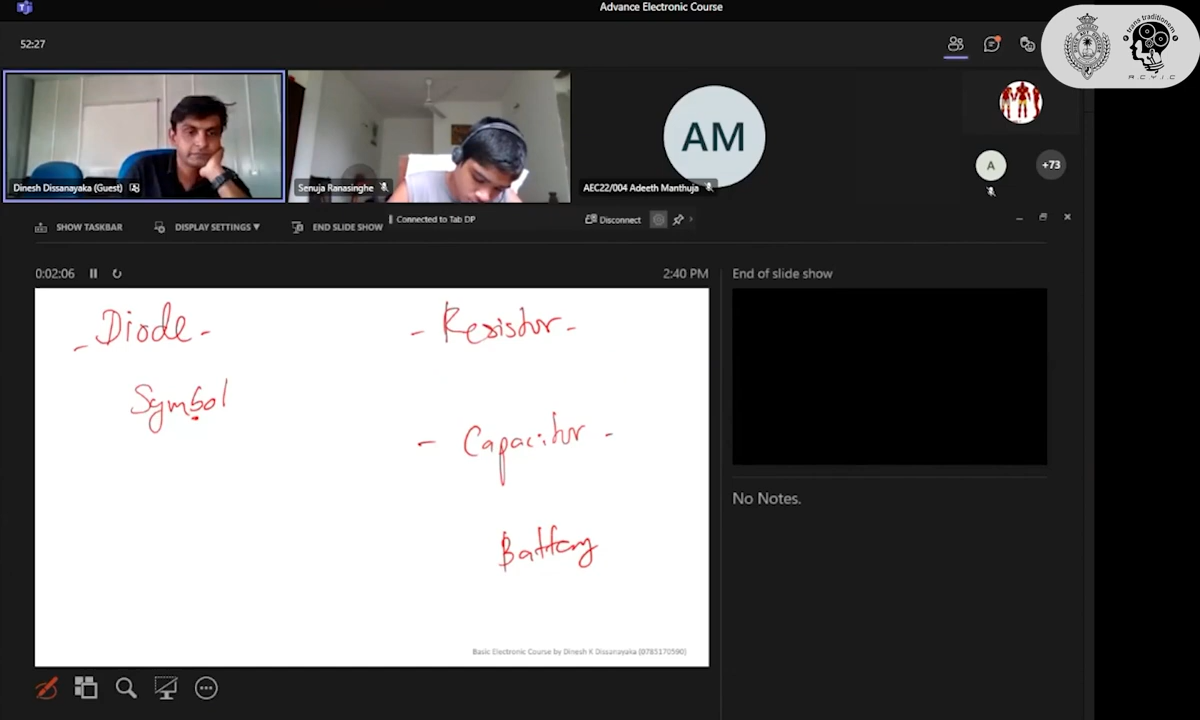 Advance Electronic Course
52:27
R.C.Y.I.C
Dinesh Dissanayaka (Guest)
Senuja Ranasinghe
AM
AEC22/004 Adeeth Manthuja
A
+73
SHOW TASKBAR
DISPLAY SETTINGS
END SLIDE SHOW
Connected to Tab DP
Disconnect
0:02:06
2:40 PM
End of slide show
- Diode -
- Resistor -
Symbol
- Capacitor -
Battery
No Notes.
Basic Electronic Course by Dinesh K Dissanayaka (0785170590)